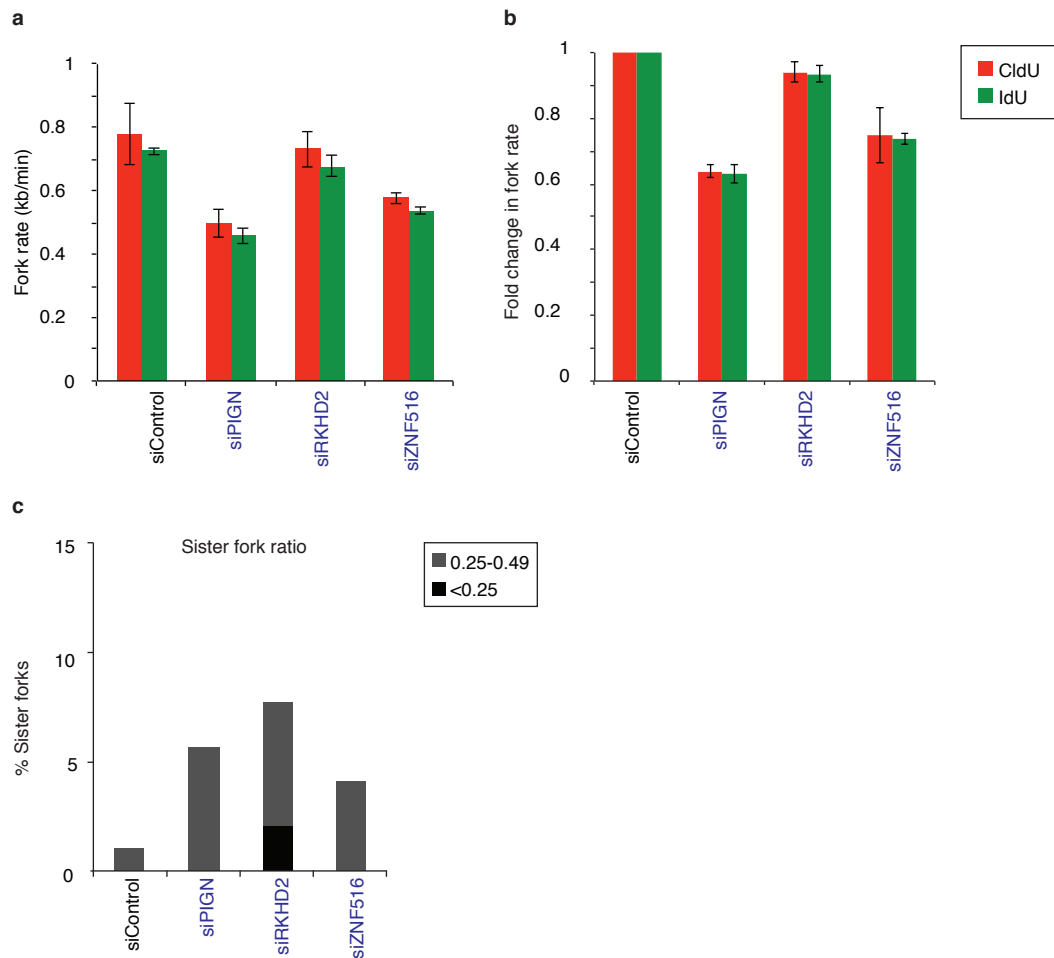 a
Fork rate (kb/min)
1
0.8
0.6
0.4
0.2
0
siControl
siPIGN
siRKHD2
siZNF516
b
Fold change in fork rate
1
0.8
0.6
0.4
0.2
0
siControl
siPIGN
siRKHD2
siZNF516
CldU
IdU
c
Sister fork ratio
% Sister forks
15
10
5
0
siControl
siPIGN
siRKHD2
siZNF516
0.25-0.49
<0.25